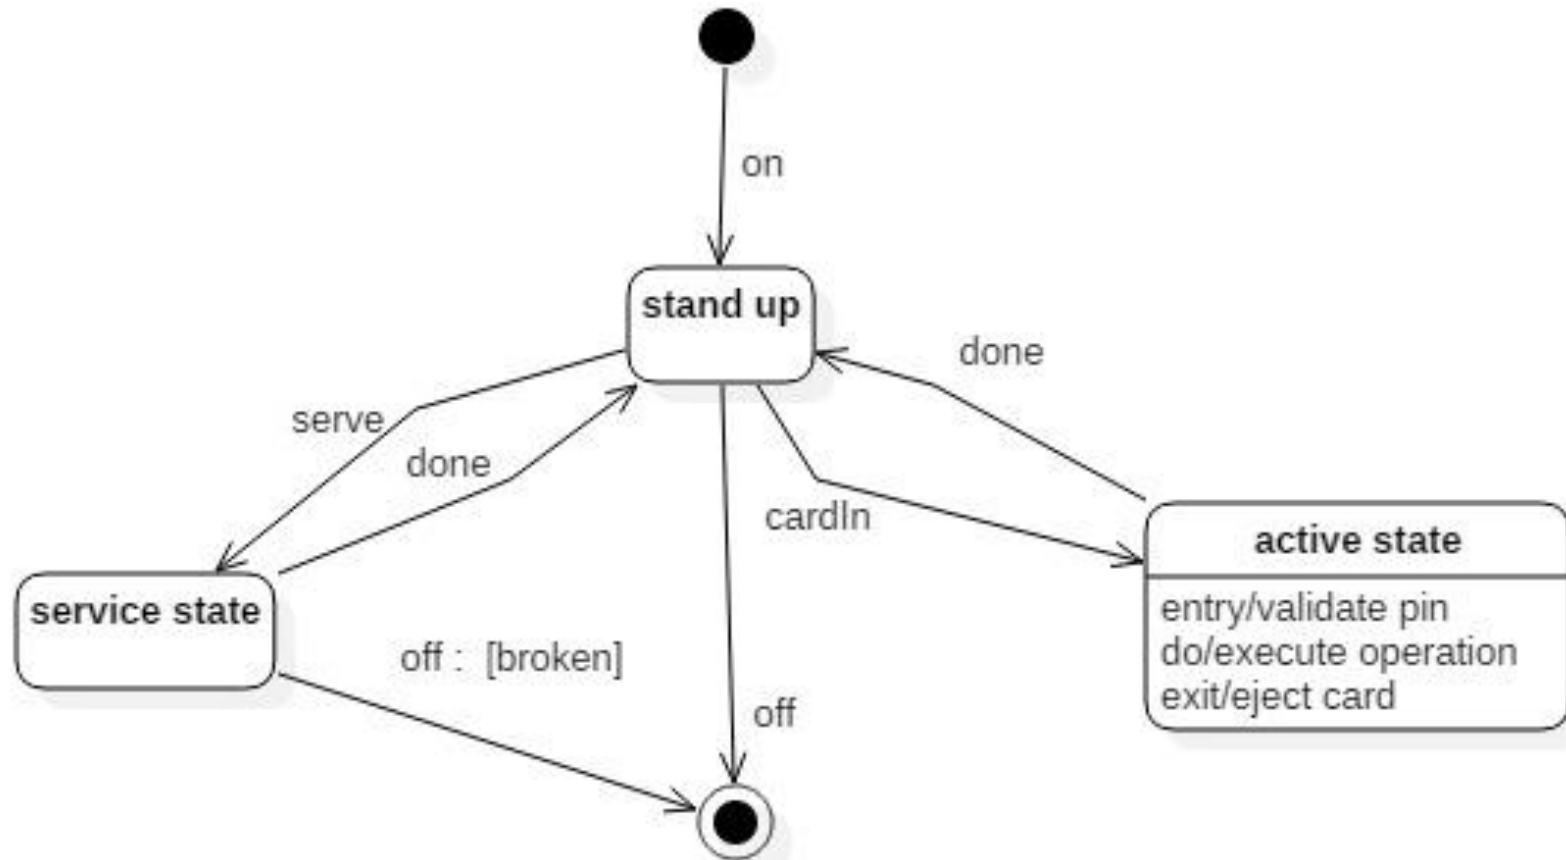 on
stand up
done
serve
done
cardIn
active state
entry/validate pin
do/execute operation
exit/eject card
service state
off :  [broken]
off